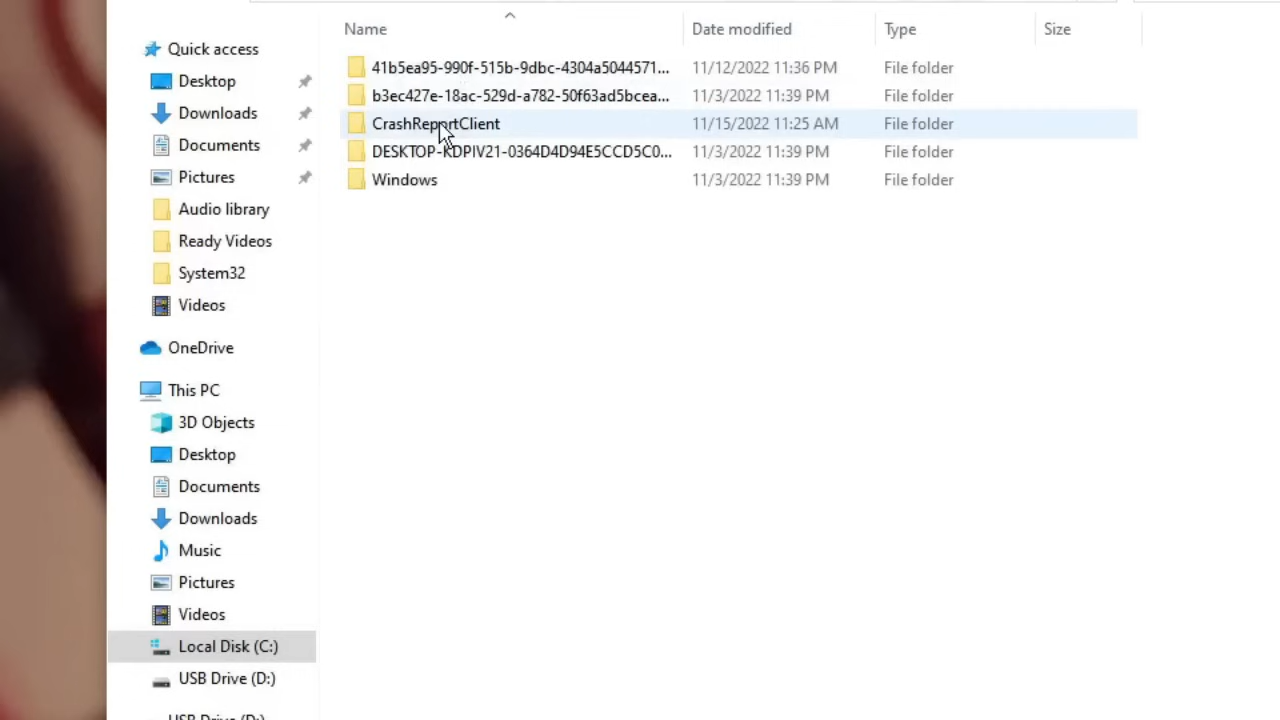 Name Date modified Type Size
Quick access
Desktop
Downloads
Documents
Pictures
Audio library
Ready Videos
System32
Videos
OneDrive
This PC
3D Objects
Desktop
Documents
Downloads
Music
Pictures
Videos
Local Disk (C:)
USB Drive (D:)
USB Drive (D:)
41b5ea95-990f-515b-9dbc-4304a5044571... 11/12/2022 11:36 PM File folder
b3ec427e-18ac-529d-a782-50f63ad5bcea... 11/3/2022 11:39 PM File folder
CrashReportClient 11/15/2022 11:25 AM File folder
DESKTOP-KDPIV21-0364D4D94E5CCD5C0... 11/3/2022 11:39 PM File folder
Windows 11/3/2022 11:39 PM File folder